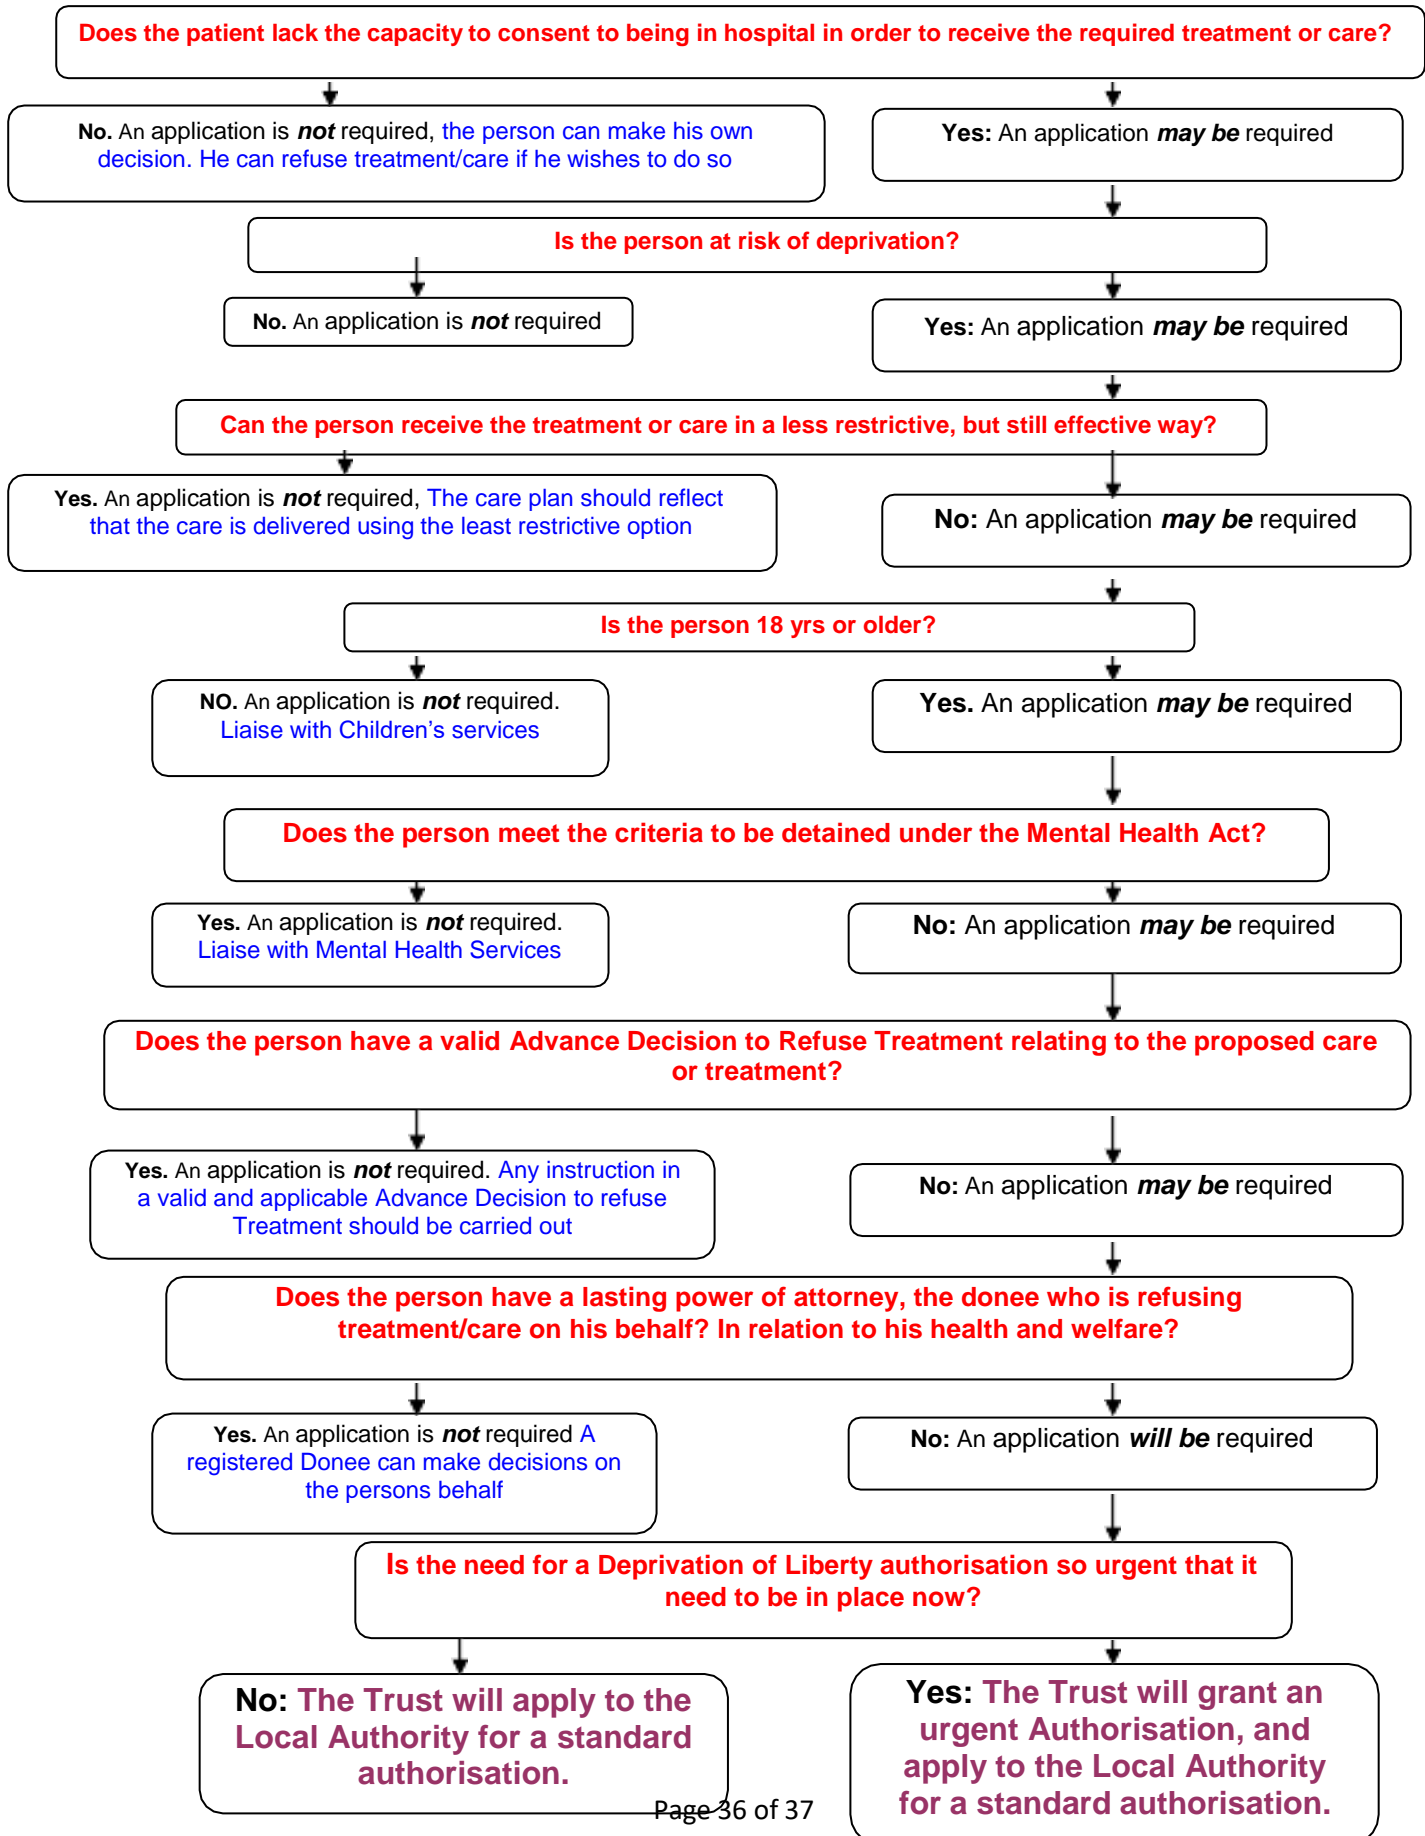 Does the patient lack the capacity to consent to being in hospital in order to receive the required treatment or care?
No. An application is not required, the person can make his own
decision. He can refuse treatment/care if he wishes to do so
Yes: An application may be required
Is the person at risk of deprivation?
No. An application is not required
Yes: An application may be required
Can the person receive the treatment or care in a less restrictive, but still effective way?
Yes. An application is not required, The care plan should reflect
that the care is delivered using the least restrictive option
No: An application may be required
Is the person 18 yrs or older?
NO. An application is not required.
Liaise with Children's services
Yes. An application may be required
Does the person meet the criteria to be detained under the Mental Health Act?
Yes. An application is not required.
Liaise with Mental Health Services
No: An application may be required
Does the person have a valid Advance Decision to Refuse Treatment relating to the proposed care
or treatment?
Yes. An application is not required. Any instruction in
a valid and applicable Advance Decision to refuse
Treatment should be carried out
No: An application may be required
Does the person have a lasting power of attorney, the donee who is refusing
treatment/care on his behalf? In relation to his health and welfare?
Yes. An application is not required A
registered Donee can make decisions on
the persons behalf
No: An application will be required
Is the need for a Deprivation of Liberty authorisation so urgent that it
need to be in place now?
No: The Trust will apply to the
Local Authority for a standard
authorisation.
Yes: The Trust will grant an
urgent Authorisation, and
apply to the Local Authority
for a standard authorisation.
Page 36 of 37